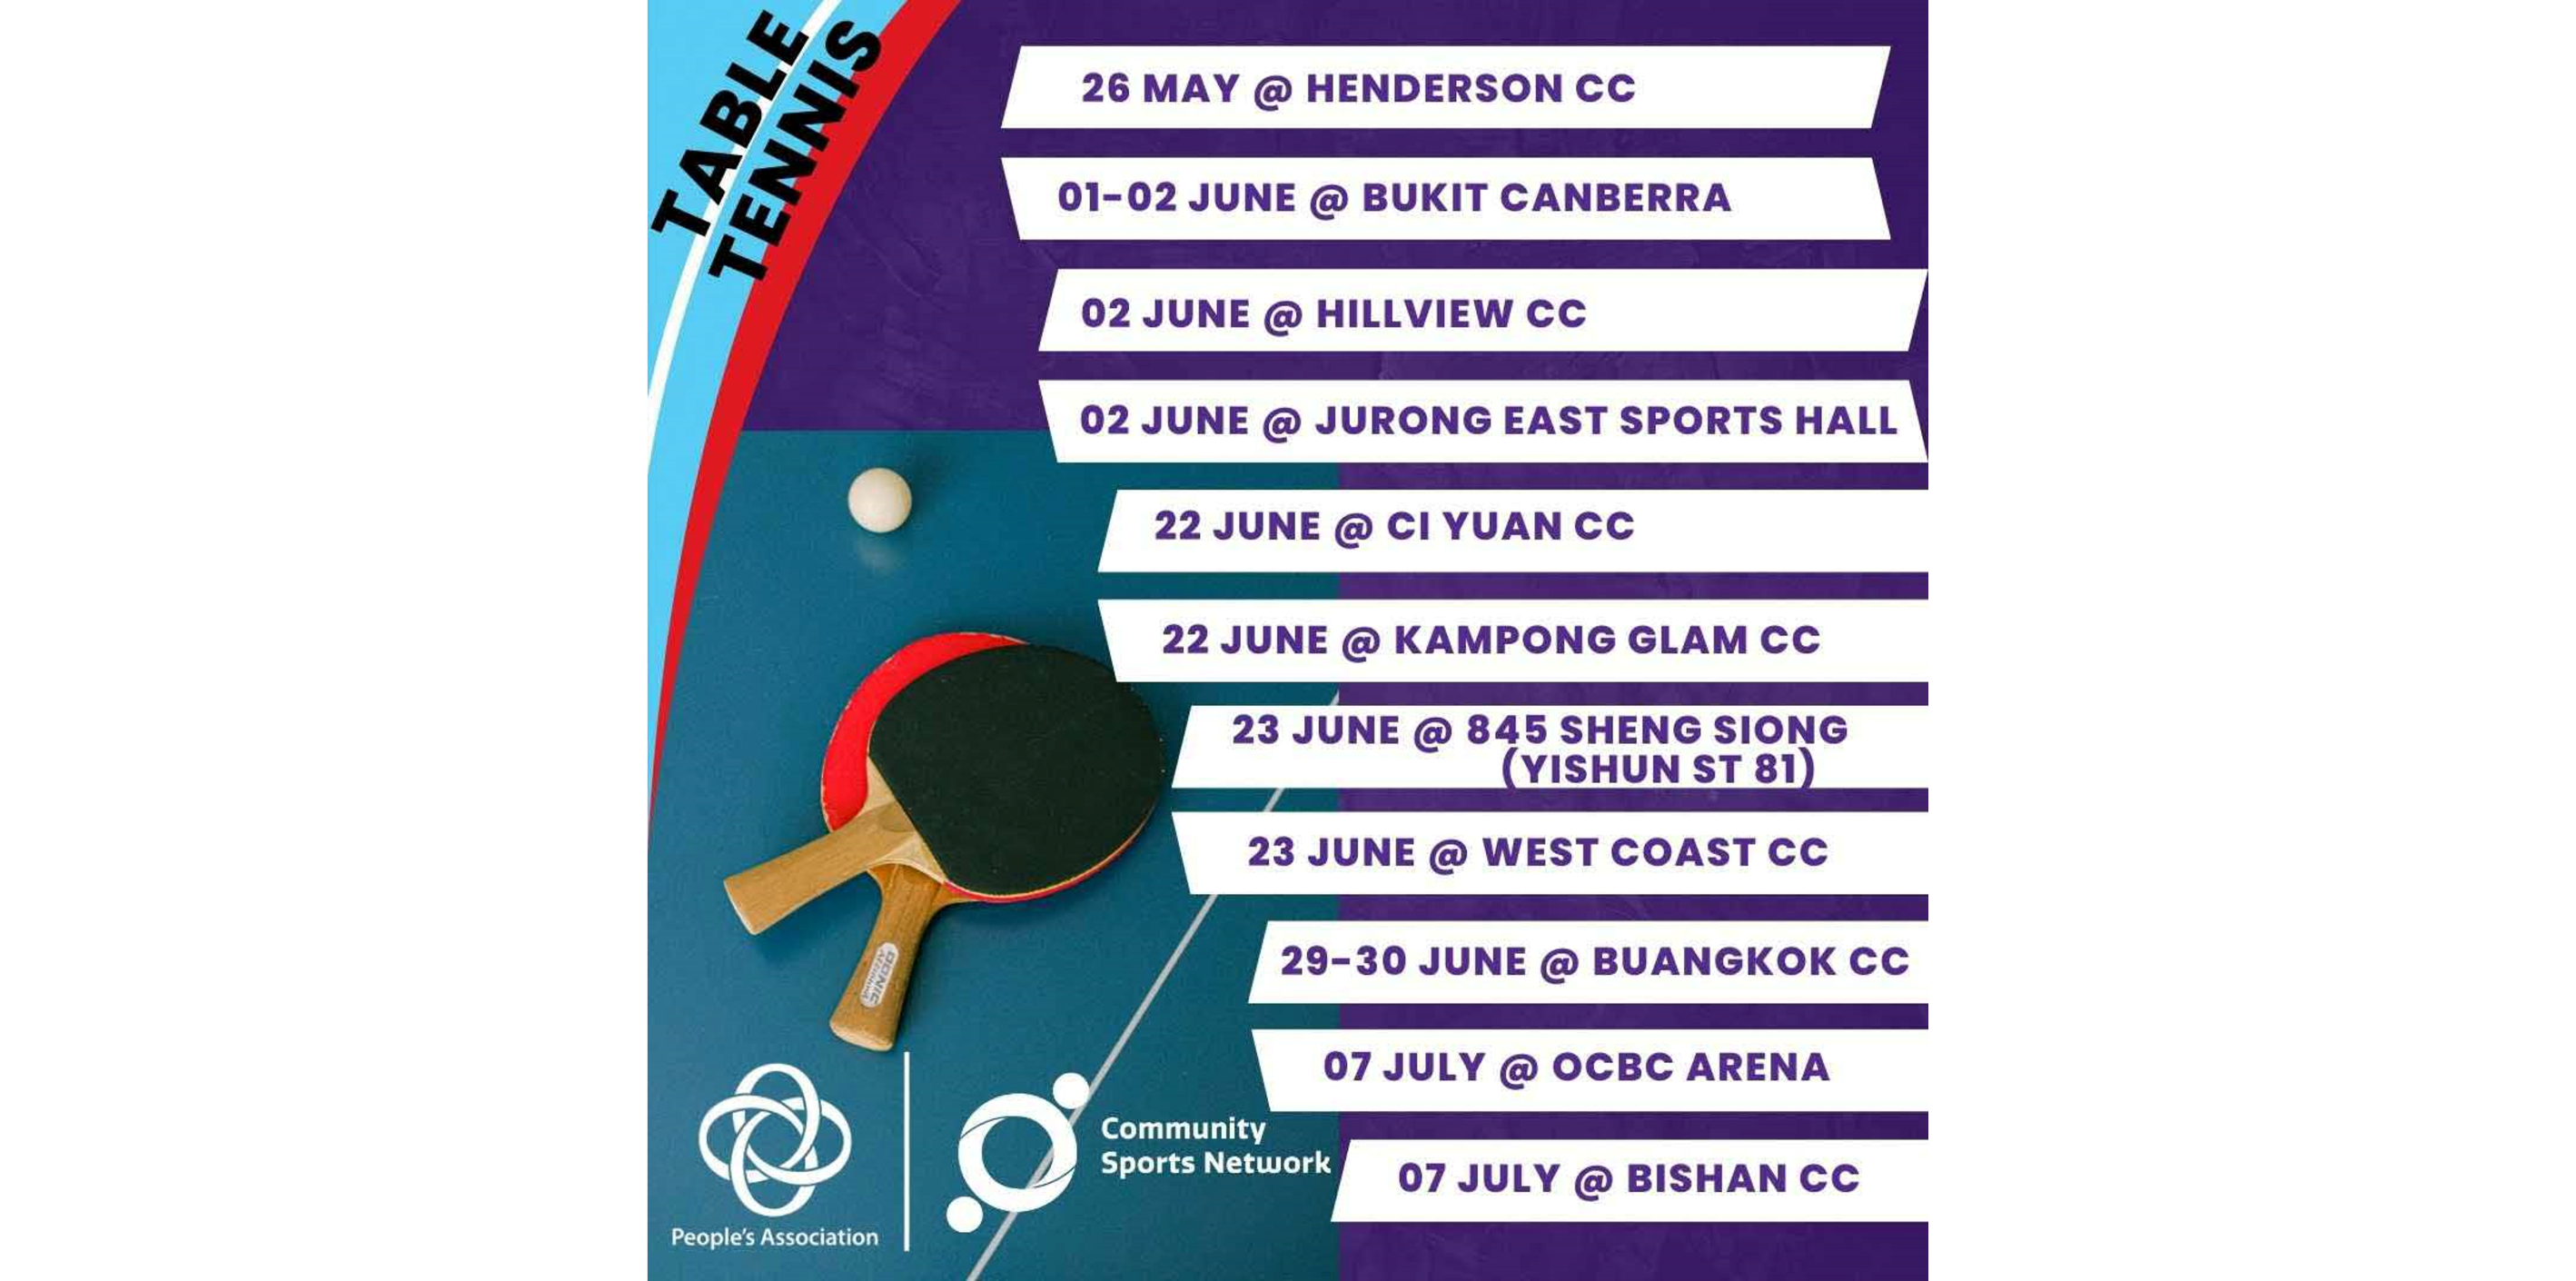 TABLE
TENNIS
26 MAY @ HENDERSON CC
01-02 JUNE @ BUKIT CANBERRA
02 JUNE @ HILLVIEW CC
02 JUNE @ JURONG EAST SPORTS HALL
22 JUNE @ CI YUAN CC
22 JUNE @ KAMPONG GLAM CC
23 JUNE @ 845 SHENG SIONG
(YISHUN ST 81)
23 JUNE @ WEST COAST CC
29-30 JUNE @ BUANGKOK CC
07 JULY @ OCBC ARENA
07 JULY @ BISHAN CC
DONIC
People's Association
Community
Sports Network